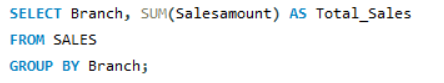 SELECT Branch, SUM(Salesamount) AS Total_Sales
FROM SALES
GROUP BY Branch;